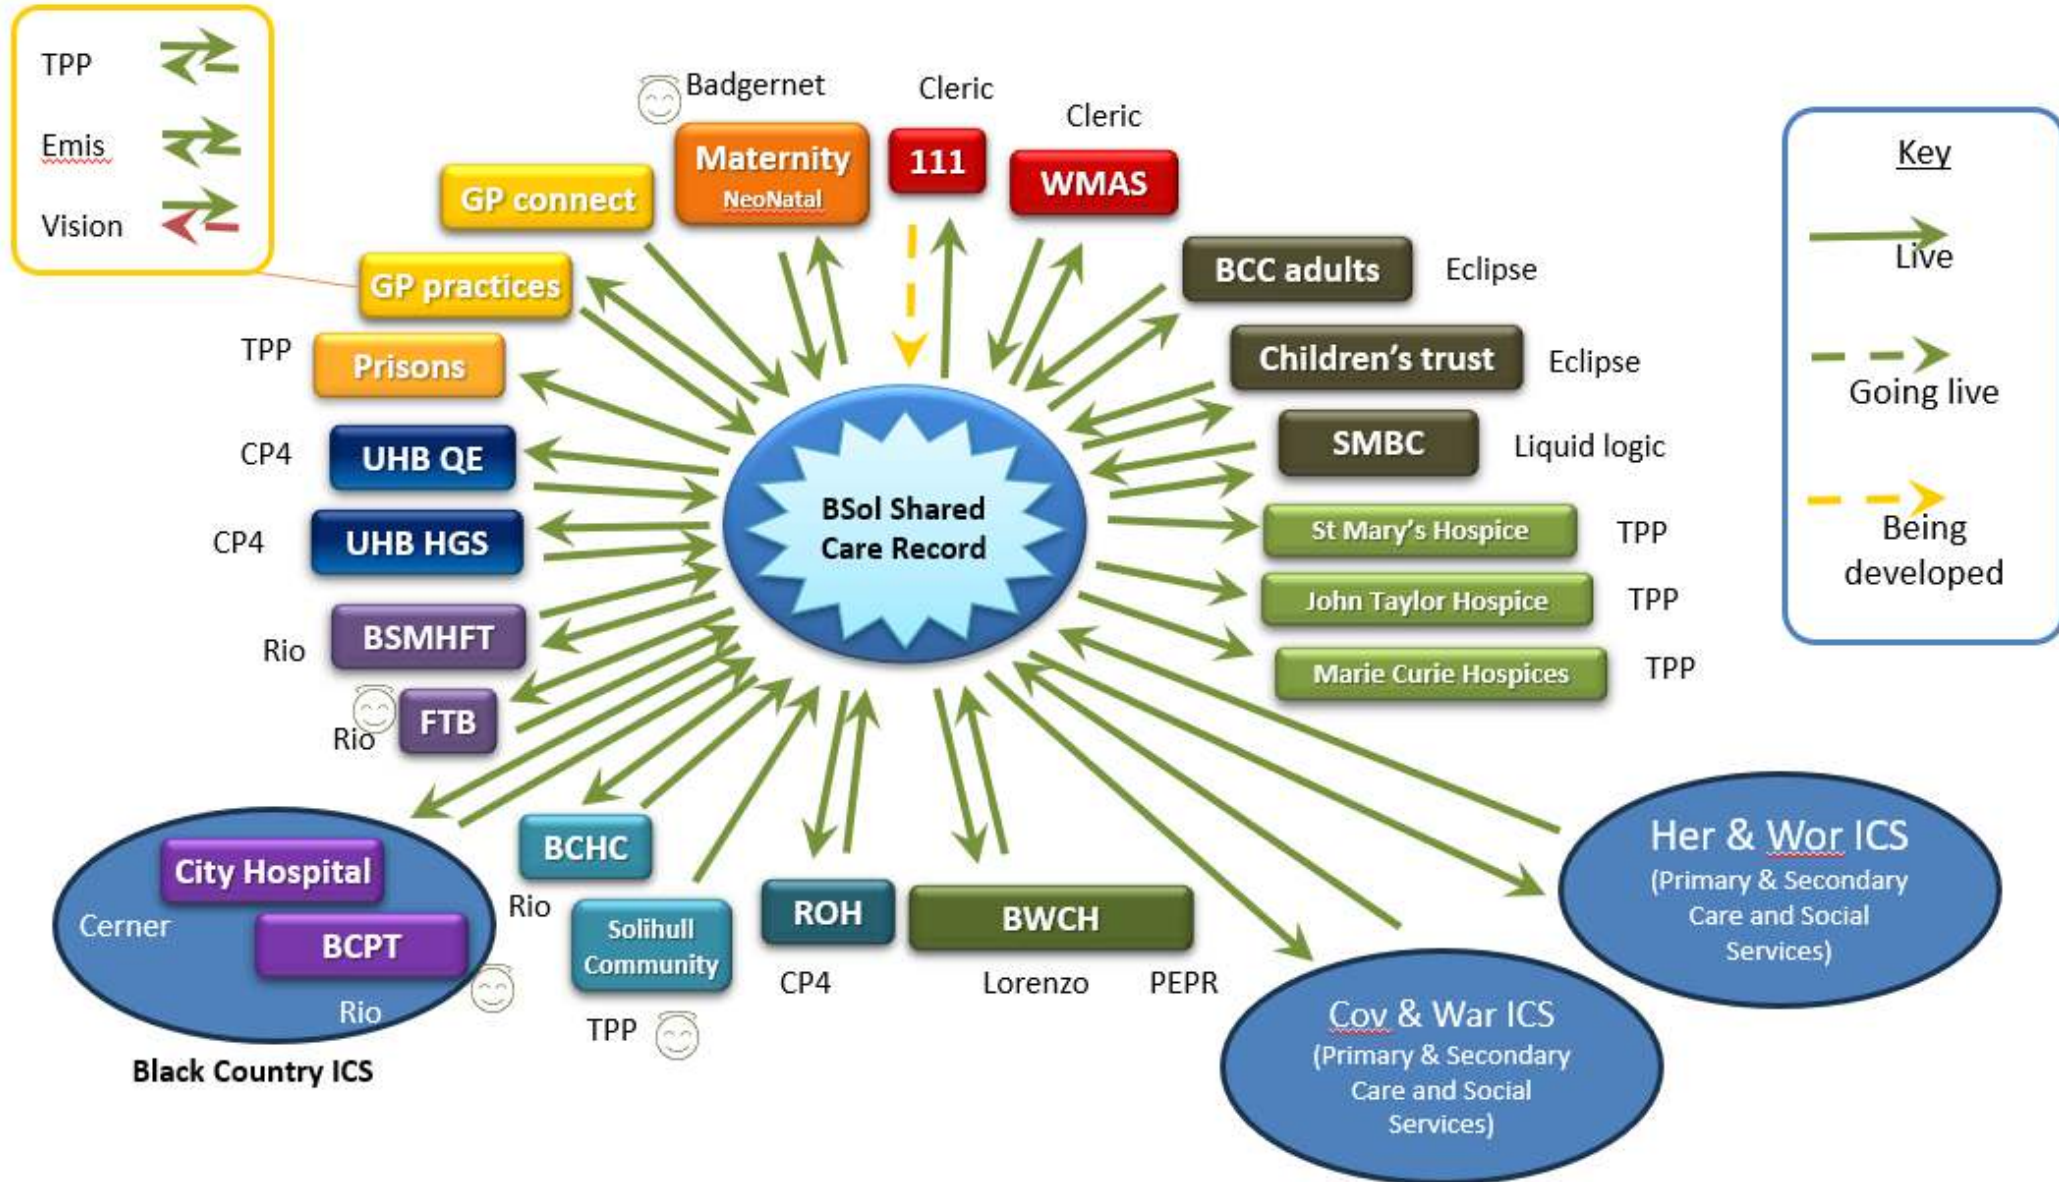 TPP
Emis
Vision
Badgernet
Cleric
Cleric
Maternity
NeoNatal
111
WMAS
GP connect
GP practices
BCC adults
Eclipse
Children's trust
Eclipse
TPP
Prisons
CP4
UHB QE
SMBC
Liquid logic
CP4
UHB HGS
BSol Shared
Care Record
St Mary's Hospice
TPP
John Taylor Hospice
TPP
Rio
BSMHFT
Marie Curie Hospices
TPP
Rio
FTB
Key
Live
Going live
Being
developed
City Hospital
Cerner
BCPT
Rio
Black Country ICS
BCHC
Rio
Solihull
Community
TPP
ROH
CP4
BWCH
Lorenzo
PEPR
Her & Wor ICS
(Primary & Secondary
Care and Social
Services)
Cov & War ICS
(Primary & Secondary
Care and Social
Services)